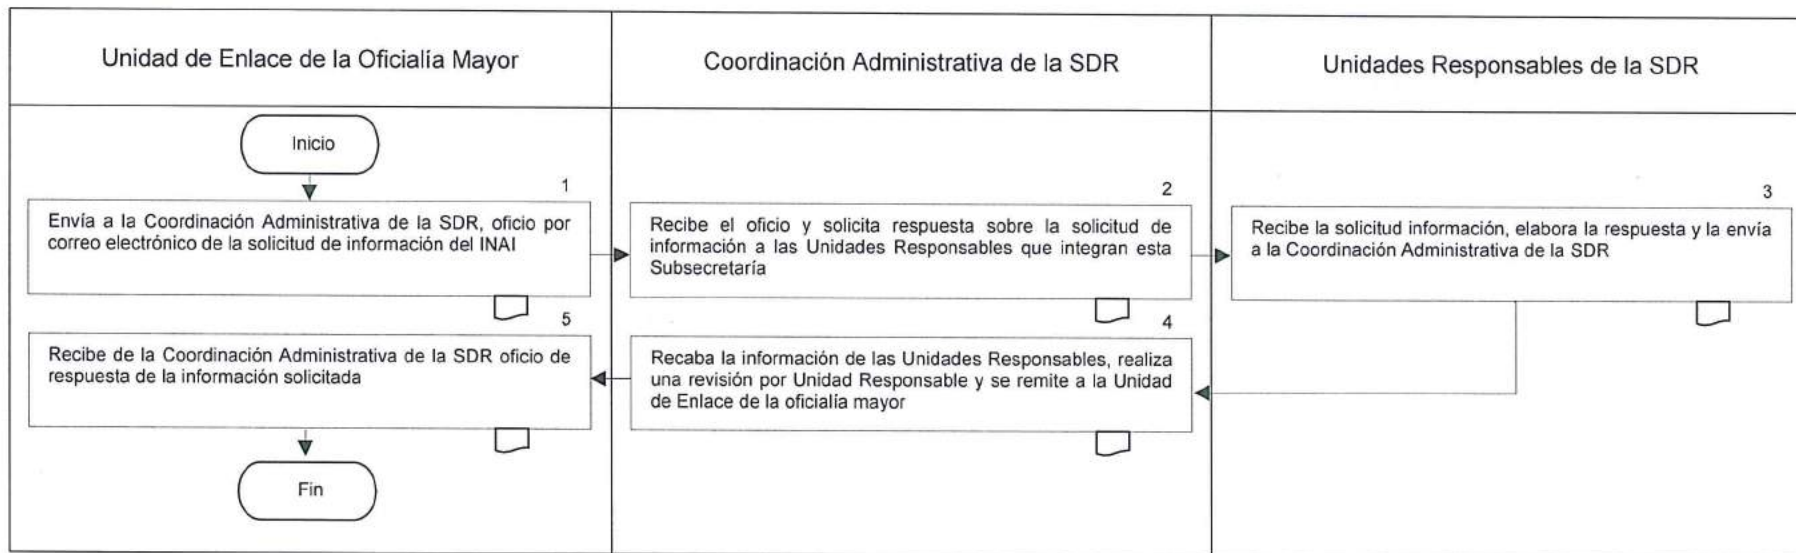 Unidad de Enlace de la Oficialía Mayor
Coordinación Administrativa de la SDR
Unidades Responsables de la SDR
Inicio
1
Envía a la Coordinación Administrativa de la SDR, oficio por
correo electrónico de la solicitud de información del INAI
2
Recibe el oficio y solicita respuesta sobre la solicitud de
información a las Unidades Responsables que integran esta
Subsecretaría
3
Recibe la solicitud información, elabora la respuesta y la envía
a la Coordinación Administrativa de la SDR
4
Recaba la información de las Unidades Responsables, realiza
una revisión por Unidad Responsable y se remite a la Unidad
de Enlace de la oficialía mayor
5
Recibe de la Coordinación Administrativa de la SDR oficio de
respuesta de la información solicitada
Fin